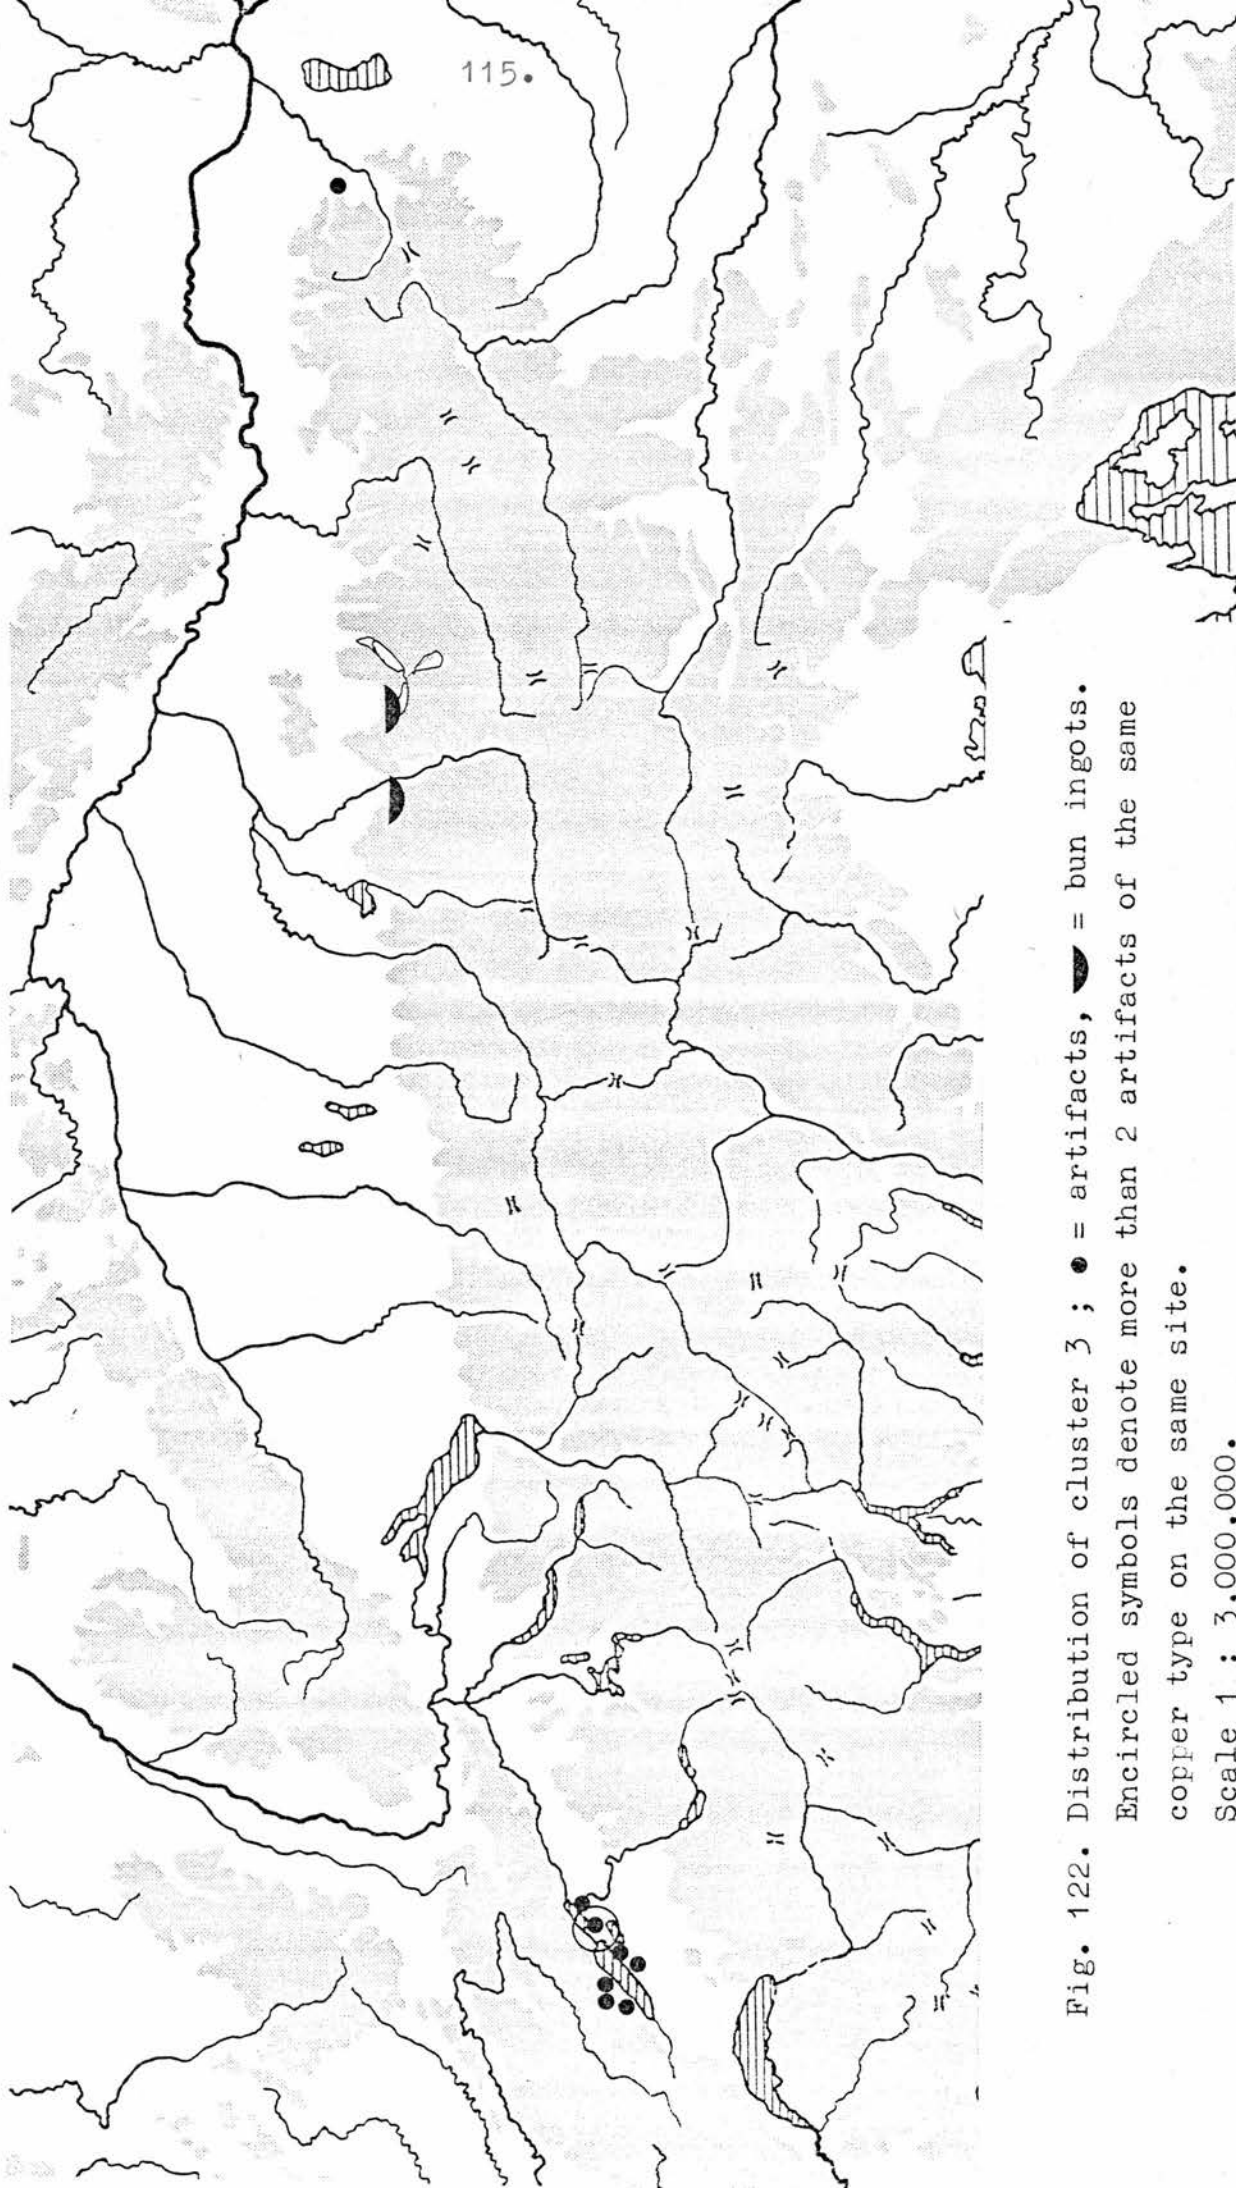 115.
Fig. 122. Distribution of cluster 3 ; ● = artifacts, = bun ingots.
Encircled symbols denote more than 2 artifacts of the same
copper type on the same site.
Scale 1 : 3.000.000.